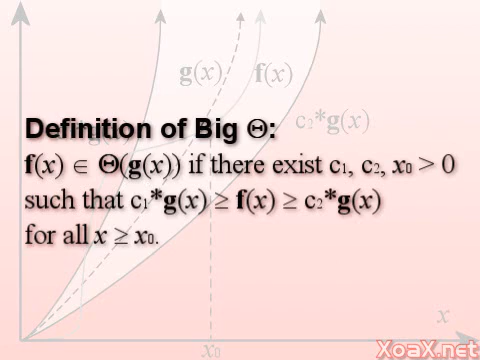 g(x)
f(x)
c₂*g(x)
Definition of Big Θ:
f(x) ∈ Θ(g(x)) if there exist c₁, c₂, x₀ > 0
such that c₁*g(x) ≥ f(x) ≥ c₂*g(x)
for all x ≥ x₀.
x
x₀
XoaX.net